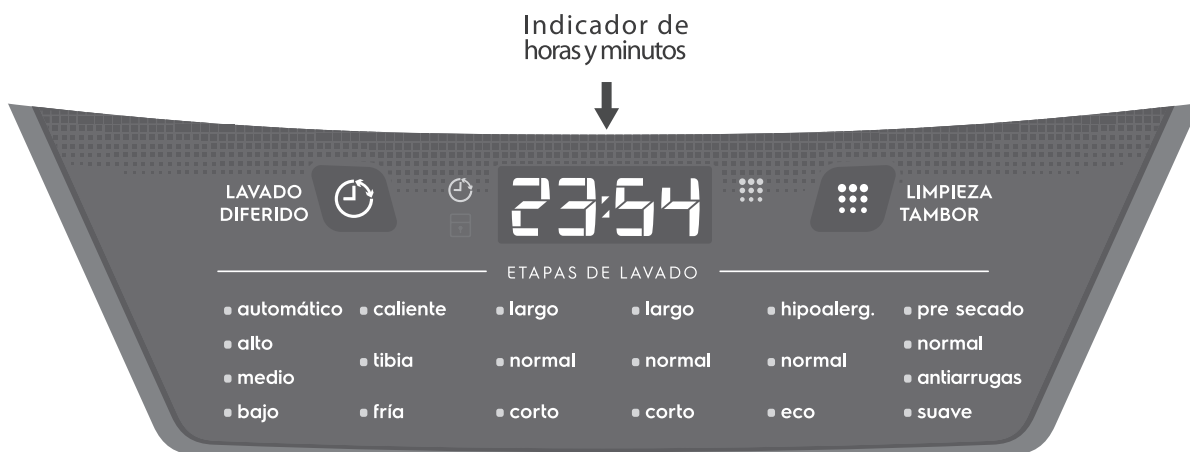 Indicador de
horas y minutos
LAVADO
DIFERIDO
23:54
LIMPIEZA
TAMBOR
ETAPAS DE LAVADO
automático caliente largo largo hipoalerg. pre secado
alto normal
tibia normal normal normal
medio antiarrugas
bajo fría corto corto eco suave